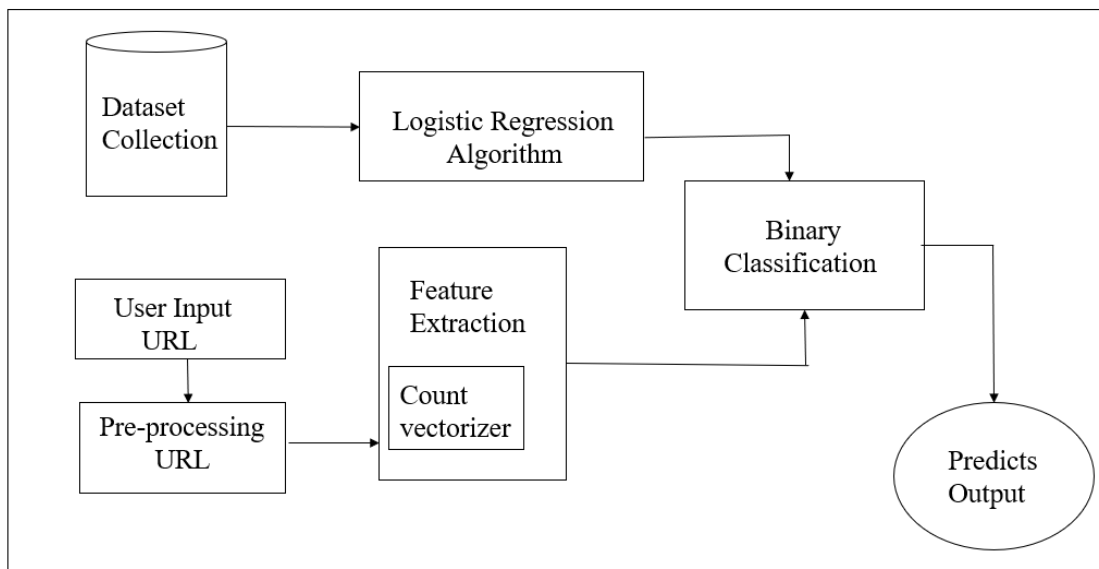 Dataset
Collection
Logistic Regression
Algorithm
Binary
Classification
User Input
URL
Pre-processing
URL
Feature
Extraction
Count
vectorizer
Predicts
Output